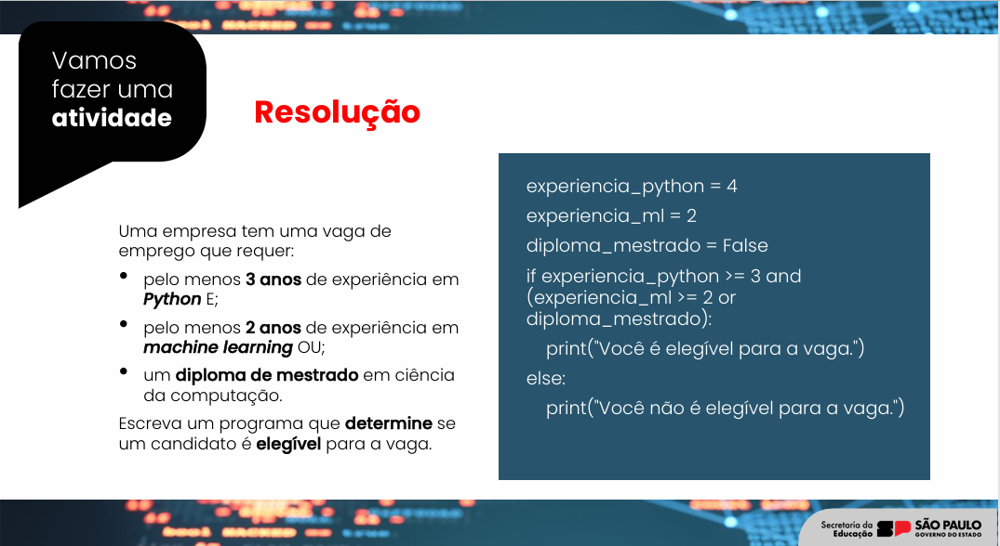 Vamos
fazer uma
atividade
Resolução
Uma empresa tem uma vaga de
emprego que requer:
• pelo menos 3 anos de experiência em
Python E;
• pelo menos 2 anos de experiência em
machine learning OU;
• um diploma de mestrado em ciência
da computação.
Escreva um programa que determine se
um candidato é elegível para a vaga.
experiencia_python = 4
experiencia_ml = 2
diploma_mestrado = False
if experiencia_python >= 3 and
(experiencia_ml >= 2 or
diploma_mestrado):
print("Você é elegível para a vaga.")
else:
print("Você não é elegível para a vaga.")
Secretaria da
Educação
SÃO PAULO
GOVERNO DO ESTADO